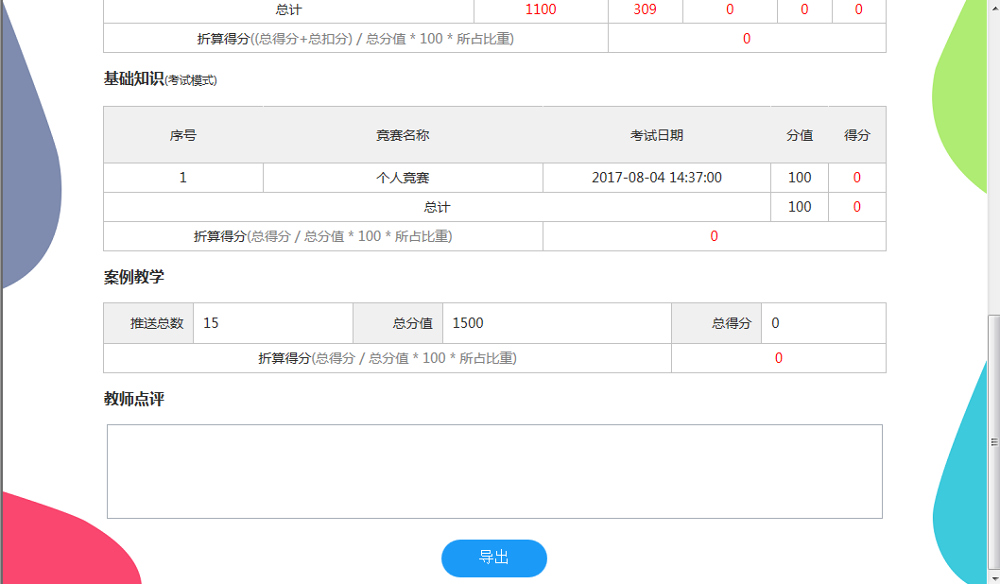 总计 1100 309 0 0 0
折算得分((总得分+总扣分) / 总分值 * 100 * 所占比重) 0
基础知识(考试模式)
序号 竞赛名称 考试日期 分值 得分
1 个人竞赛 2017-08-04 14:37:00 100 0
总计 100 0
折算得分(总得分 / 总分值 * 100 * 所占比重) 0
案例教学
推送总数 15 总分值 1500 总得分 0
折算得分(总得分 / 总分值 * 100 * 所占比重) 0
教师点评
导出